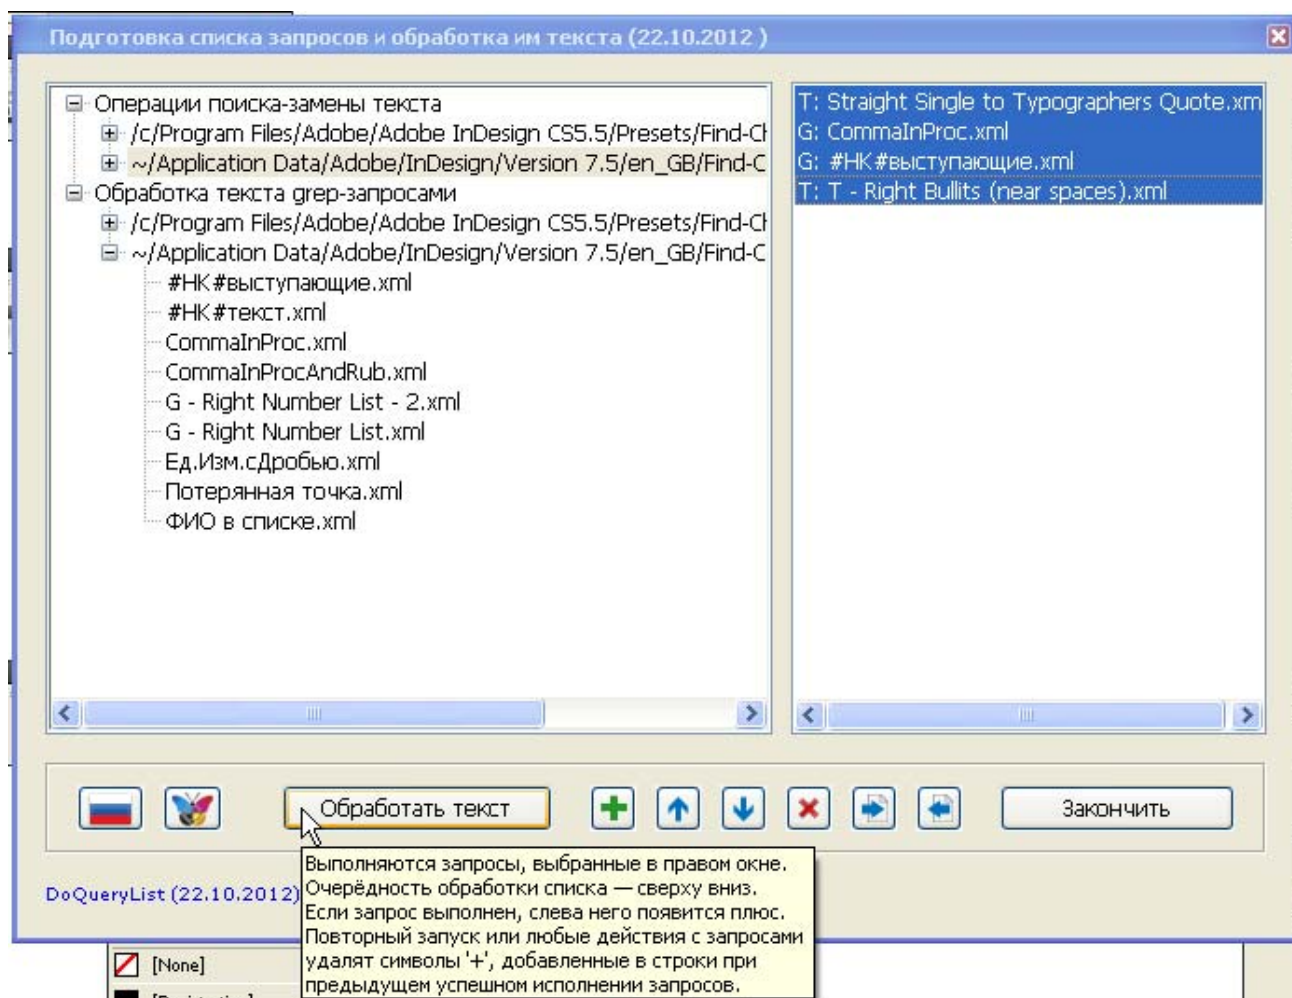 Подготовка списка запросов и обработка им текста (22.10.2012 )
Операции поиска-замены текста
/c/Program Files/Adobe/Adobe InDesign CS5.5/Presets/Find-Ch
~/Application Data/Adobe/InDesign/Version 7.5/en_GB/Find-C
Обработка текста grep-запросами
/c/Program Files/Adobe/Adobe InDesign CS5.5/Presets/Find-Ch
~/Application Data/Adobe/InDesign/Version 7.5/en_GB/Find-C
#НК#выступающие.xml
#НК#текст.xml
CommaInProc.xml
CommaInProcAndRub.xml
G - Right Number List - 2.xml
G - Right Number List.xml
Ед.Изм.сДробью.xml
Потерянная точка.xml
ФИО в списке.xml
T: Straight Single to Typographers Quote.xm
G: CommaInProc.xml
G: #НК#выступающие.xml
T: T - Right Bullits (near spaces).xml
Обработать текст
Закончить
DoQueryList (22.10.2012)
Выполняются запросы, выбранные в правом окне.
Очерёдность обработки списка — сверху вниз.
Если запрос выполнен, слева него появится плюс.
Повторный запуск или любые действия с запросами
удалят символы '+', добавленные в строки при
предыдущем успешном исполнении запросов.
[None]